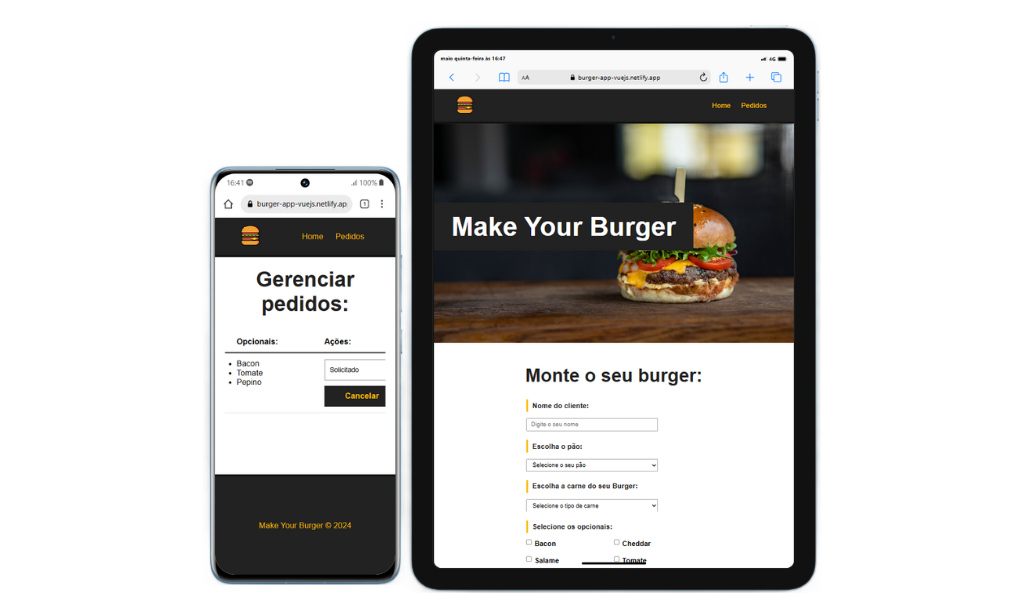 16:41
100%
burger-app-vuejs.netlify.ap
1
Home Pedidos
Gerenciar
pedidos:
Opcionais: Ações:
Bacon
Tomate
Pepino
Solicitado
Cancelar
Make Your Burger © 2024
maio quinta-feira às 16:47
4G
AA burger-app-vuejs.netlify.app
Home Pedidos
Make Your Burger
Monte o seu burger:
Nome do cliente:
Digite o seu nome
Escolha o pão:
Selecione o seu pão
Escolha a carne do seu Burger:
Selecione o tipo de carne
Selecione os opcionais:
Bacon Cheddar
Salame Tomate